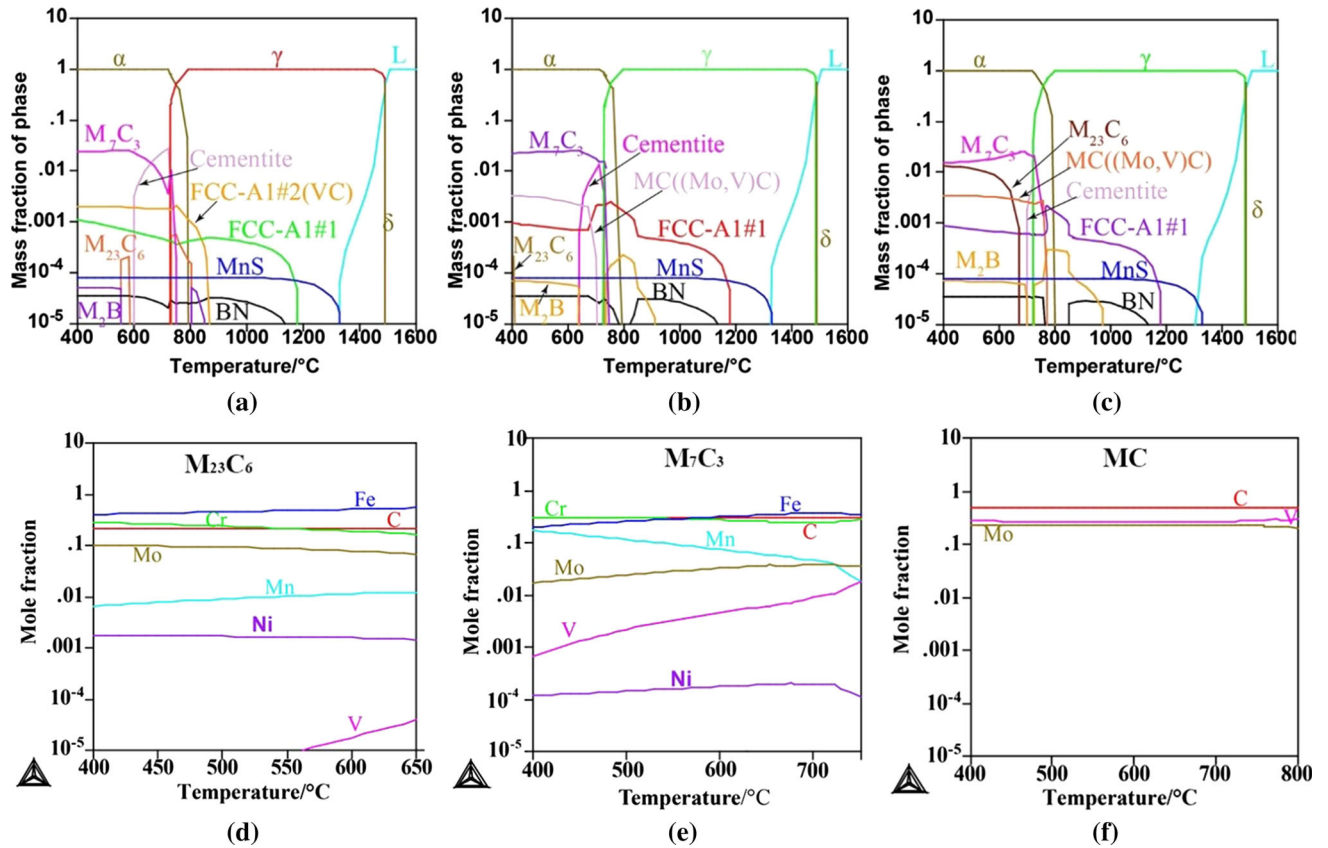 10
1
.1
.01
.001
10-4
10-5
Mass fraction of phase
α
γ
L
M7C3
Cementite
FCC-A1#2(VC)
FCC-A1#1
M23C6
MnS
M2B
BN
δ
400 600 800 1000 1200 1400 1600
Temperature/°C
(a)
10
1
.1
.01
.001
10-4
10-5
Mass fraction of phase
α
γ
L
M7C3
Cementite
MC((Mo,V)C)
FCC-A1#1
M23C6
MnS
M2B
BN
δ
400 600 800 1000 1200 1400 1600
Temperature/°C
(b)
10
1
.1
.01
.001
10-4
10-5
Mass fraction of phase
α
γ
L
M7C3
M23C6
MC((Mo,V)C)
Cementite
FCC-A1#1
M2B
MnS
BN
δ
400 600 800 1000 1200 1400 1600
Temperature/°C
(c)
10
1
.1
.01
.001
10-4
10-5
Mole fraction
M23C6
Fe
Cr
C
Mo
Mn
Ni
V
400 450 500 550 600 650
Temperature/°C
(d)
10
1
.1
.01
.001
10-4
10-5
Mole fraction
M7C3
Cr
Fe
C
Mn
Mo
V
Ni
400 500 600 700
Temperature/°C
(e)
10
1
.1
.01
.001
10-4
10-5
Mole fraction
MC
C
V
Mo
400 500 600 700 800
Temperature/°C
(f)